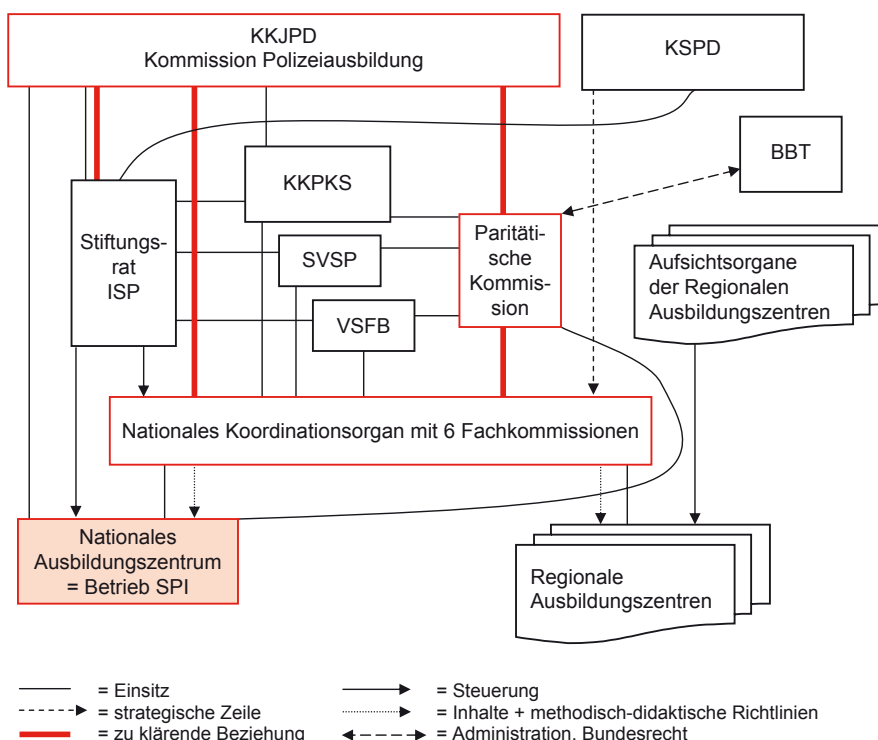 KKJPD
Kommission Polizeiausbildung
KSPD
BBT
KKPKS
Stiftungs-
rat
ISP
SVSP
VSFB
Paritäti-
sche
Kommis-
sion
Aufsichtsorgane
der Regionalen
Ausbildungszentren
Nationales Koordinationsorgan mit 6 Fachkommissionen
Nationales
Ausbildungszentrum
= Betrieb SPI
Regionale
Ausbildungszentren
= Einsitz
= strategische Zeile
= zu klärende Beziehung
= Steuerung
= Inhalte + methodisch-didaktische Richtlinien
= Administration, Bundesrecht